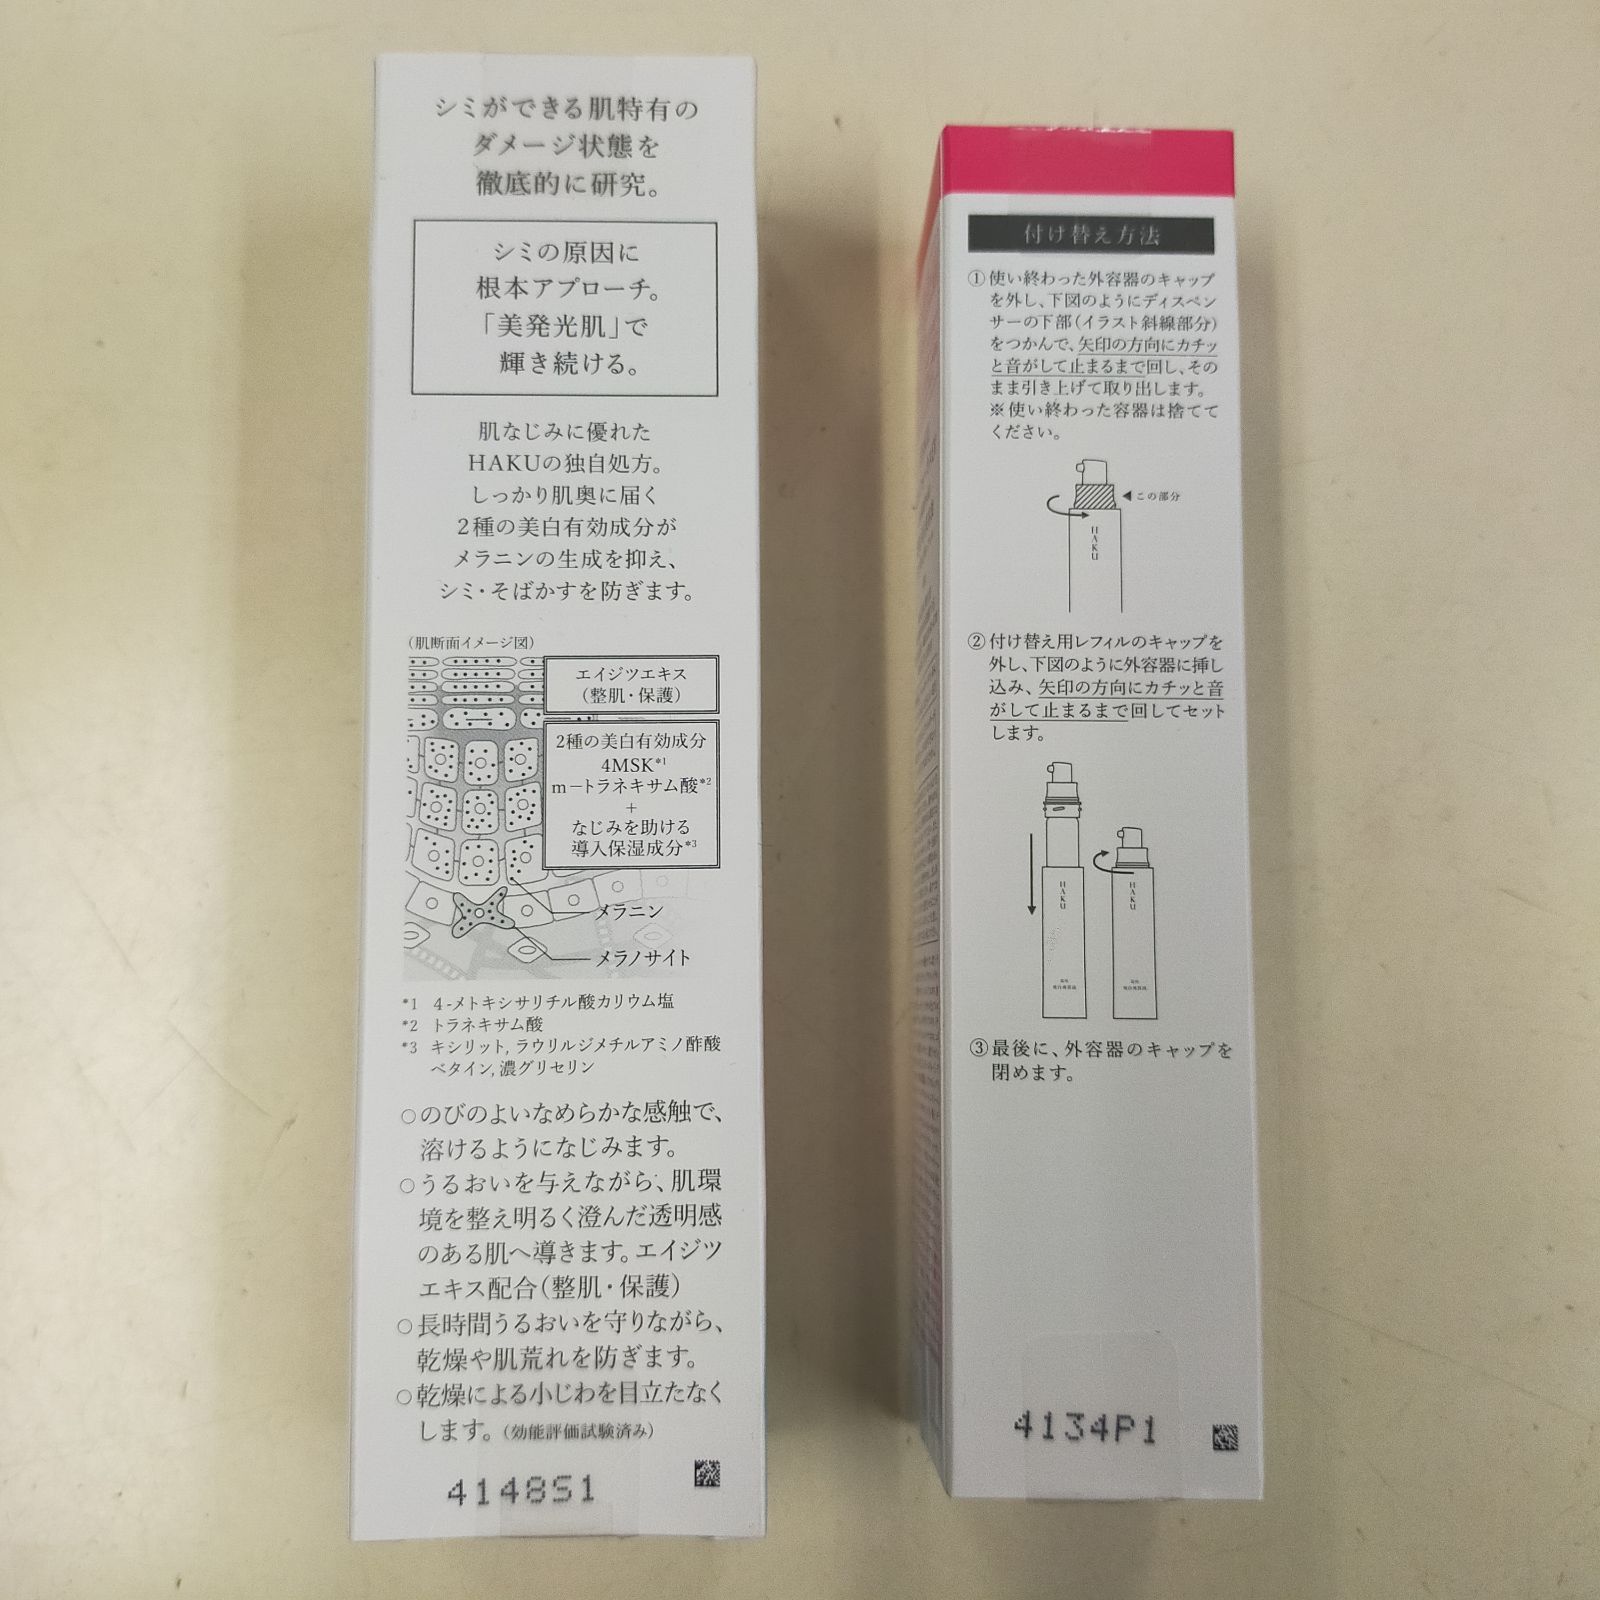 シミができる肌特有の
ダメージ状態を
徹底的に研究。
シミの原因に
根本アプローチ。
「美発光肌」で
輝き続ける。
肌なじみに優れた
HAKUの独自処方。
しっかり肌奥に届く
2種の美白有効成分が
メラニンの生成を抑え、
シミ・そばかすを防ぎます。
(肌断面イメージ図)
エイジツエキス
(整肌・保護)
2種の美白有効成分
4MSK*1
m-トラネキサム酸*2
+
なじみを助ける
導入保湿成分*3
メラニン
メラノサイト
*1 4-メトキシサリチル酸カリウム塩
*2 トラネキサム酸
*3 キシリット, ラウリルジメチルアミノ酢酸
ベタイン, 濃グリセリン
○のびのよいなめらかな感触で、
溶けるようになじみます。
○うるおいを与えながら、肌環
境を整え明るく澄んだ透明感
のある肌へ導きます。エイジツ
エキス配合(整肌・保護)
○長時間うるおいを守りながら、
乾燥や肌荒れを防ぎます。
○乾燥による小じわを目立たなく
します。(効能評価試験済み)
4148S1
付け替え方法
①使い終わった外容器のキャップ
を外し、下図のようにディスペン
サーの下部(イラスト斜線部分)
をつかんで、矢印の方向にカチッ
と音がして止まるまで回し、その
まま引き上げて取り出します。
※使い終わった容器は捨てて
ください。
◀この部分
HAKU
②付け替え用レフィルのキャップを
外し、下図のように外容器に挿し
込み、矢印の方向にカチッと音
がして止まるまで回してセット
します。
HAKU
HAKU
③最後に、外容器のキャップを
閉めます。
4134P1